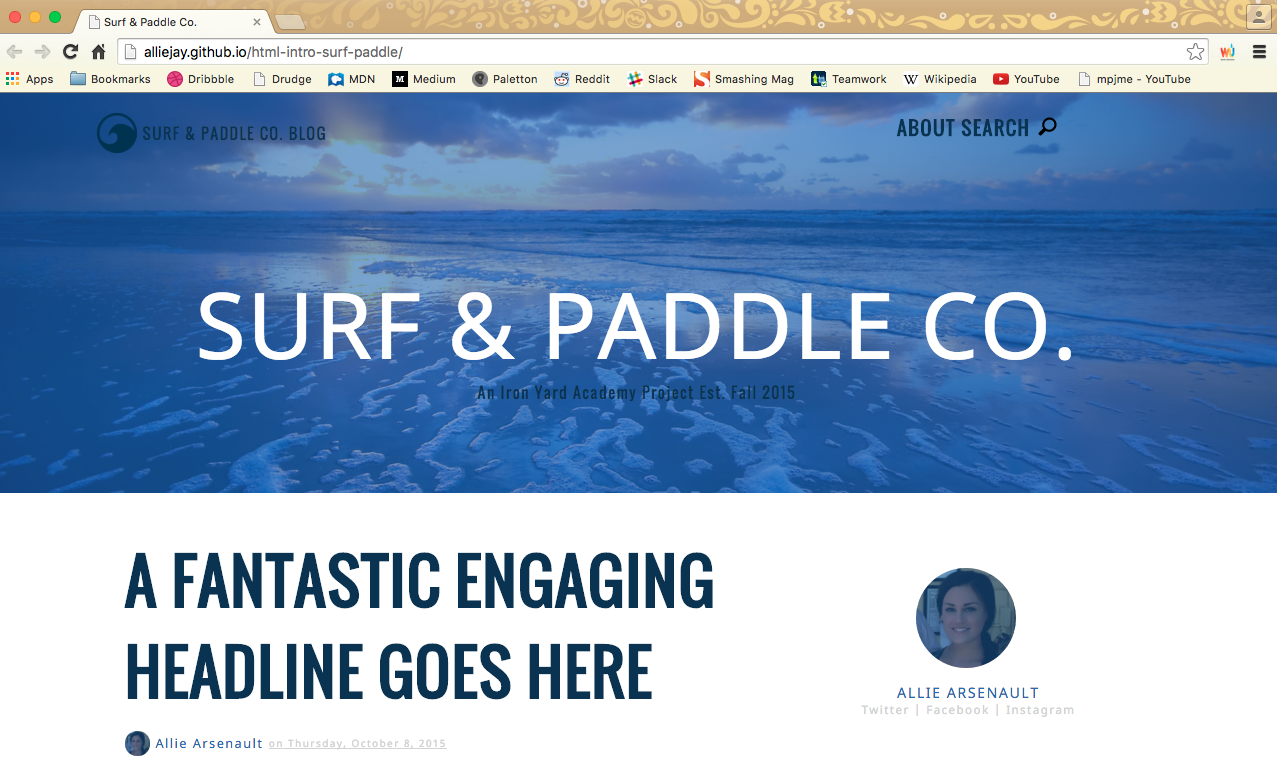 Surf & Paddle Co.
alliejay.github.io/html-intro-surf-paddle/
Apps Bookmarks Dribbble Drudge MDN Medium Paletton Reddit Slack Smashing Mag Teamwork Wikipedia YouTube mpjme - YouTube
SURF & PADDLE CO. BLOG
ABOUT SEARCH
SURF & PADDLE CO.
An Iron Yard Academy Project Est. Fall 2015
A FANTASTIC ENGAGING
HEADLINE GOES HERE
Allie Arsenault on Thursday, October 8, 2015
ALLIE ARSENAULT
Twitter | Facebook | Instagram